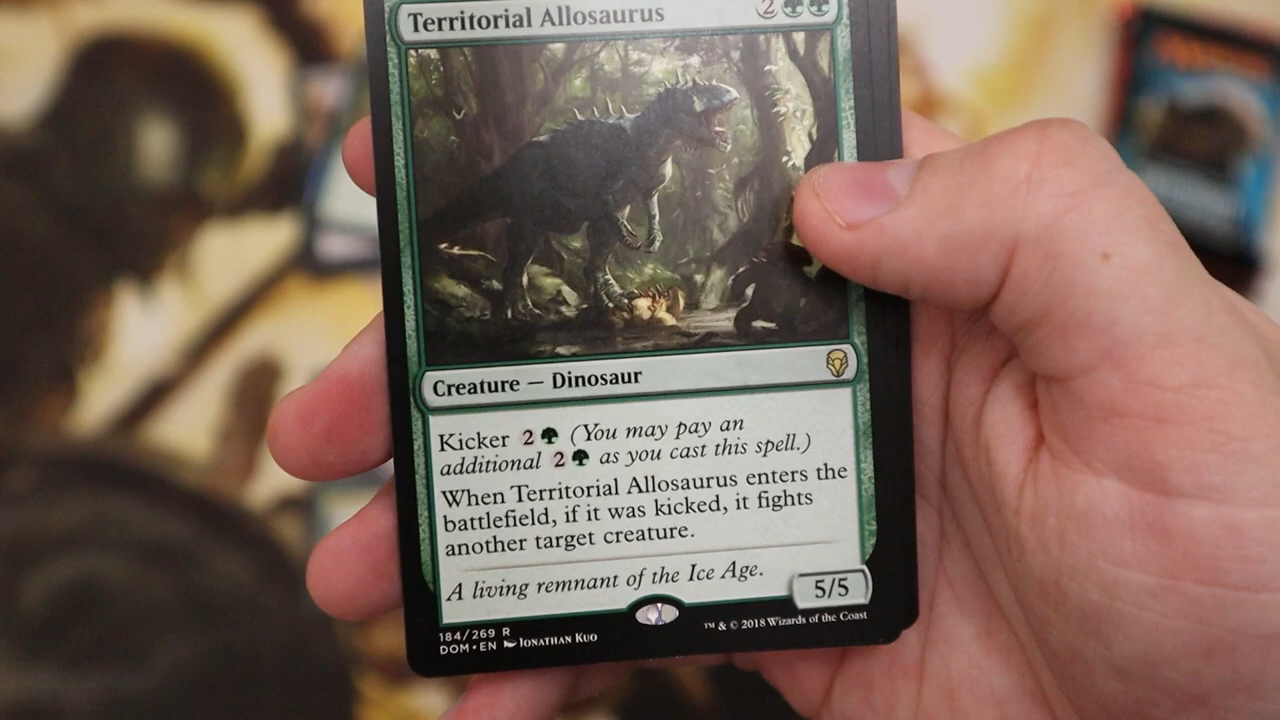 Territorial Allosaurus 2
Creature — Dinosaur
Kicker 2 (You may pay an
additional 2 as you cast this spell.)
When Territorial Allosaurus enters the
battlefield, if it was kicked, it fights
another target creature.
A living remnant of the Ice Age.
5/5
184/269 R
DOM • EN Jonathan Kuo
™ & © 2018 Wizards of the Coast